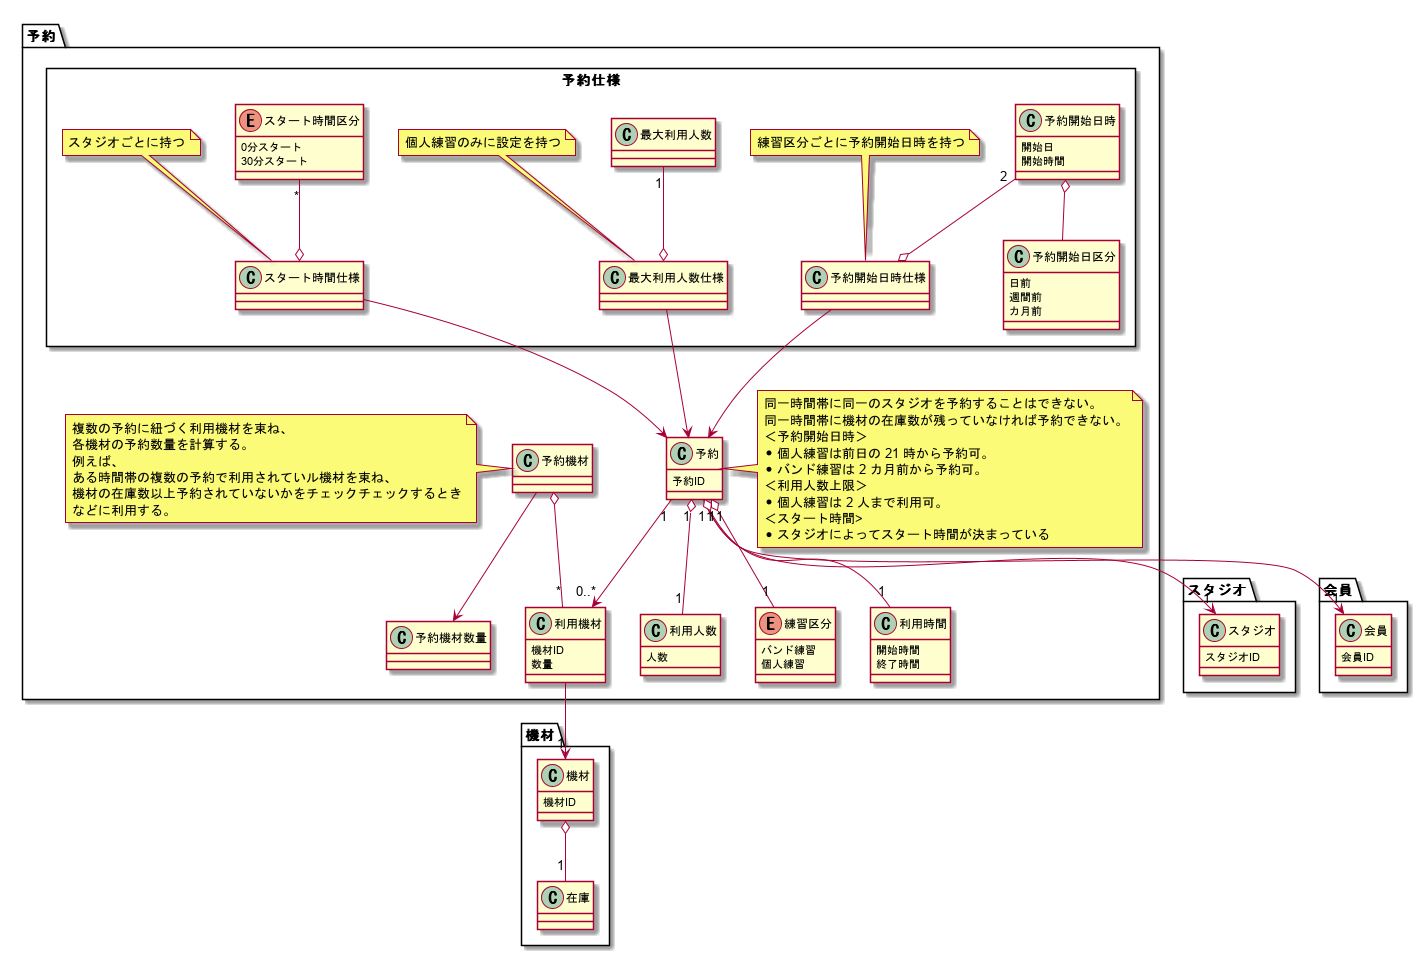 予約
予約仕様
スタジオごとに持つ
E スタート時間区分
0分スタート
30分スタート
個人練習のみに設定を持つ
C 最大利用人数
練習区分ごとに予約開始日時を持つ
C 予約開始日時
開始日
開始時間
*
1
2
C スタート時間仕様
C 最大利用人数仕様
C 予約開始日時仕様
C 予約開始日区分
日前
週間前
カ月前
複数の予約に紐づく利用機材を束ね、
各機材の予約数量を計算する。
例えば、
ある時間帯の複数の予約で利用されていル機材を束ね、
機材の在庫数以上予約されていないかをチェックチェックするとき
などに利用する。
C 予約機材
C 予約
予約ID
同一時間帯に同一のスタジオを予約することはできない。
同一時間帯に機材の在庫数が残っていなければ予約できない。
＜予約開始日時＞
* 個人練習は前日の 21 時から予約可。
* バンド練習は 2 カ月前から予約可。
＜利用人数上限＞
* 個人練習は 2 人まで利用可。
＜スタート時間>
* スタジオによってスタート時間が決まっている
1
1
1
1
1
*
0..*
1
1
1
1
1
C 予約機材数量
C 利用機材
機材ID
数量
C 利用人数
人数
E 練習区分
バンド練習
個人練習
C 利用時間
開始時間
終了時間
スタジオ
C スタジオ
スタジオID
会員
C 会員
会員ID
機材
1
C 機材
機材ID
1
C 在庫